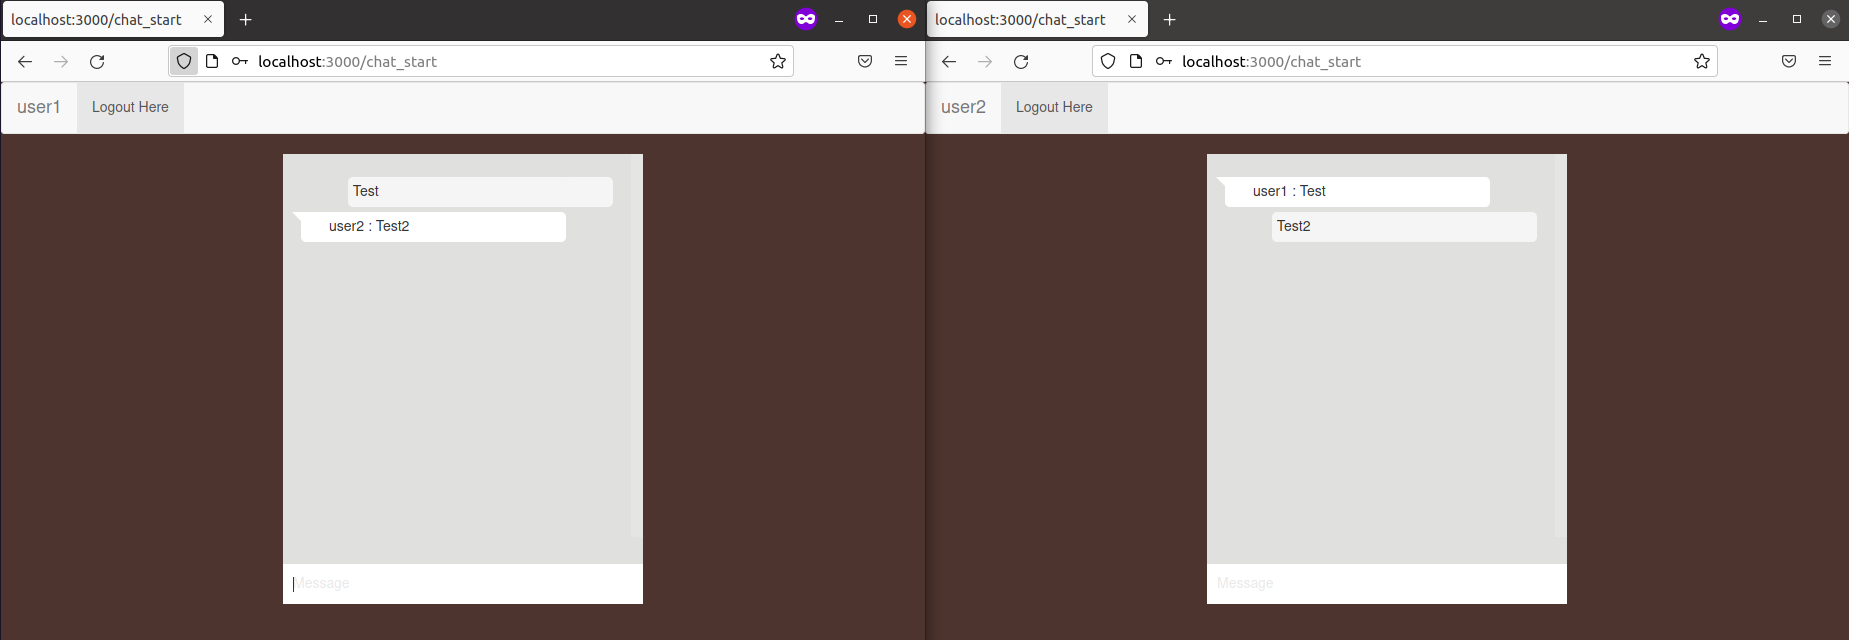 localhost:3000/chat_start
localhost:3000/chat_start
user1 Logout Here
Test
user2 : Test2
Message
localhost:3000/chat_start
localhost:3000/chat_start
user2 Logout Here
user1 : Test
Test2
Message